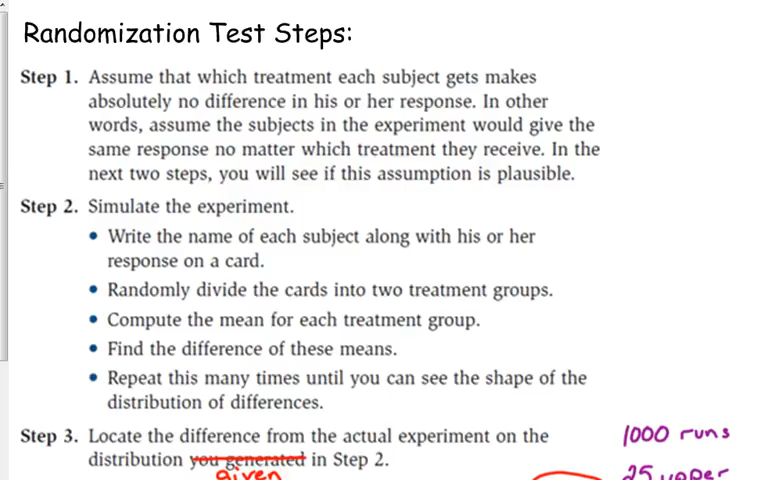 Randomization Test Steps:
Step 1. Assume that which treatment each subject gets makes
absolutely no difference in his or her response. In other
words, assume the subjects in the experiment would give the
same response no matter which treatment they receive. In the
next two steps, you will see if this assumption is plausible.
Step 2. Simulate the experiment.
• Write the name of each subject along with his or her
response on a card.
• Randomly divide the cards into two treatment groups.
• Compute the mean for each treatment group.
• Find the difference of these means.
• Repeat this many times until you can see the shape of the
distribution of differences.
Step 3. Locate the difference from the actual experiment on the
distribution you generated in Step 2.
given
1000 runs
25 upper